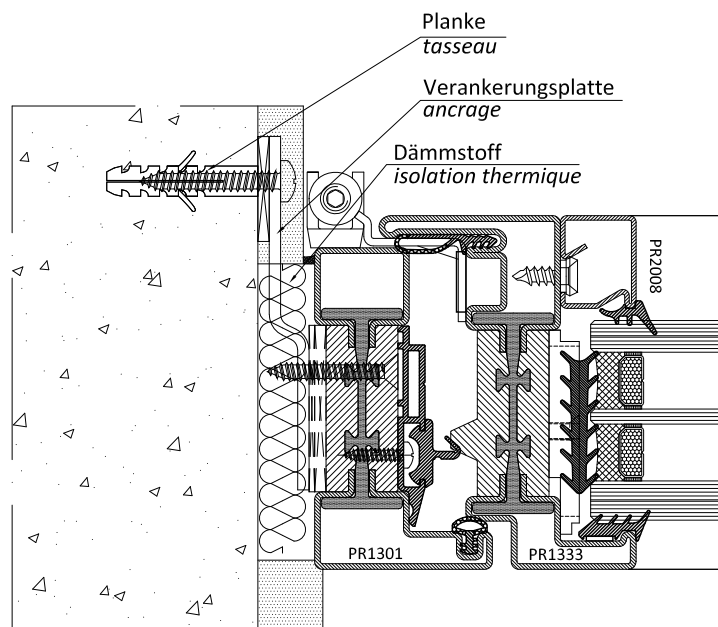 Planke
tasseau
Verankerungsplatte
ancrage
Dämmstoff
isolation thermique
PR2008
PR1301
PR1333